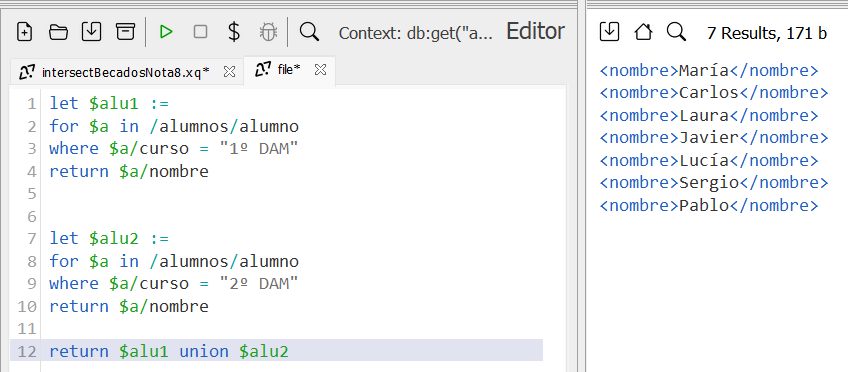 $ Context: db:get("a... Editor
intersectBecadosNota8.xq* file*
1 let $alu1 :=
2 for $a in /alumnos/alumno
3 where $a/curso = "1º DAM"
4 return $a/nombre
5
6
7 let $alu2 :=
8 for $a in /alumnos/alumno
9 where $a/curso = "2º DAM"
10 return $a/nombre
11
12 return $alu1 union $alu2
7 Results, 171 b
<nombre>María</nombre>
<nombre>Carlos</nombre>
<nombre>Laura</nombre>
<nombre>Javier</nombre>
<nombre>Lucía</nombre>
<nombre>Sergio</nombre>
<nombre>Pablo</nombre>